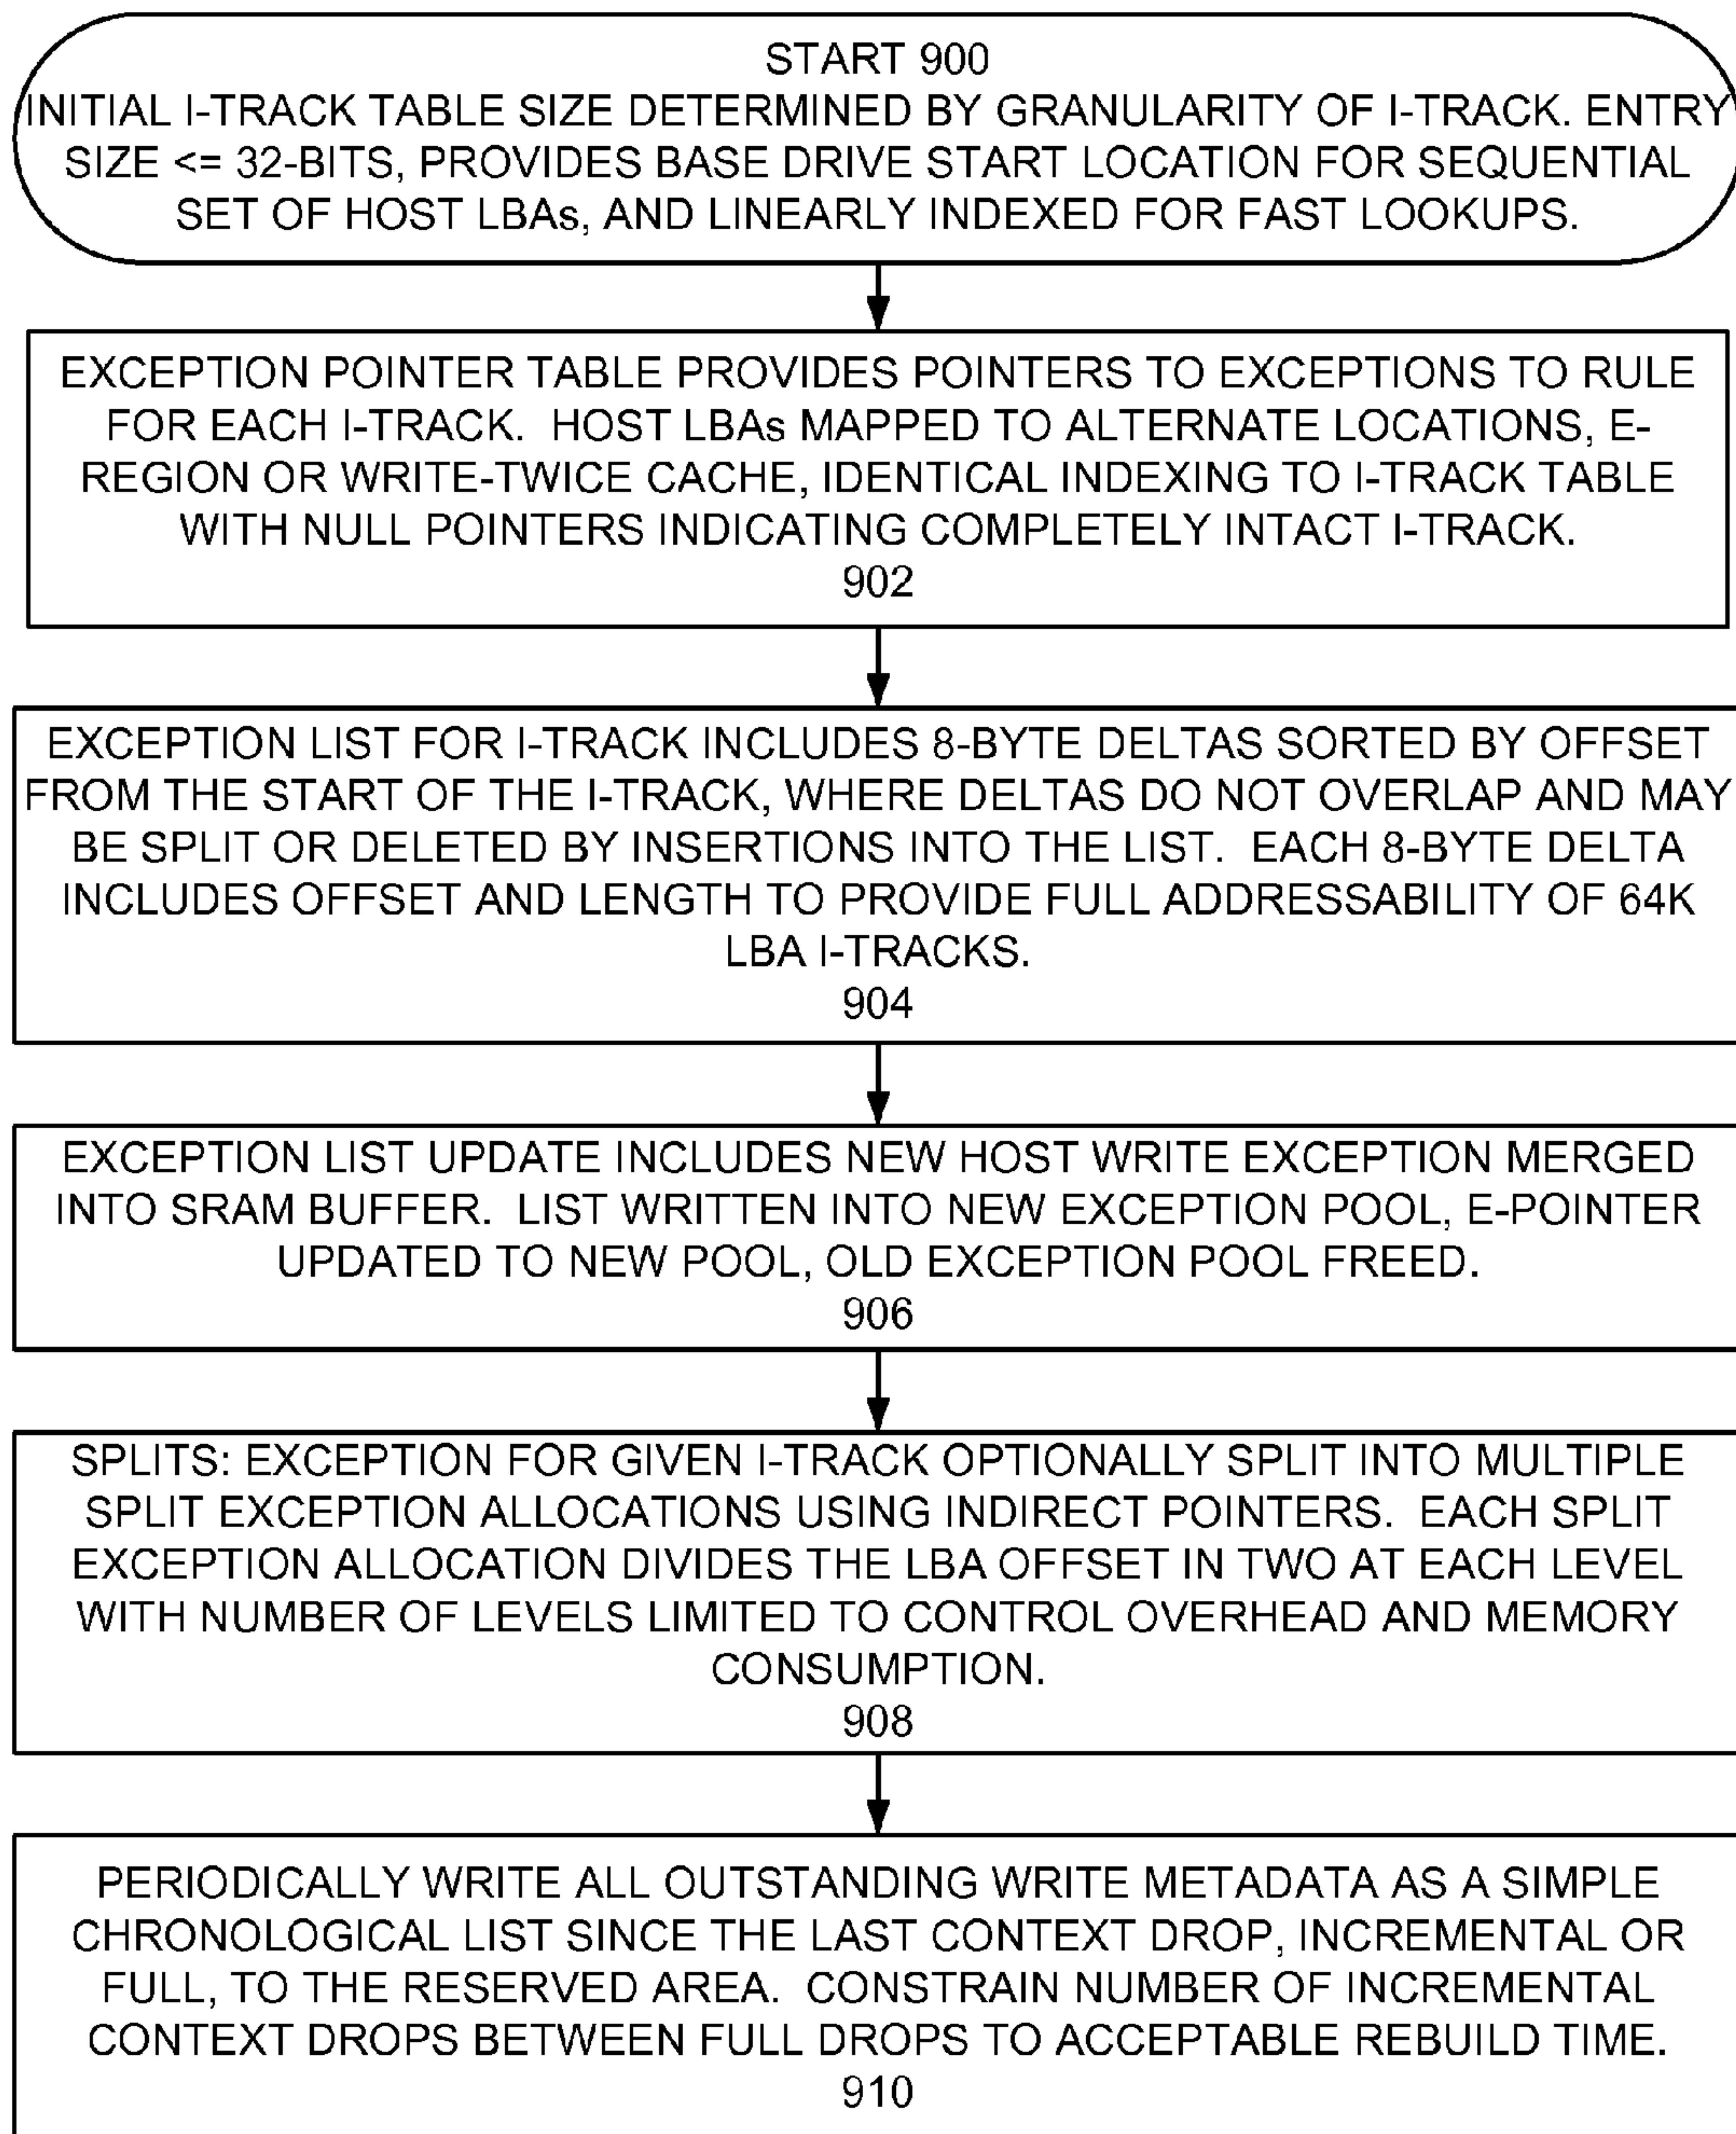 START 900
INITIAL I-TRACK TABLE SIZE DETERMINED BY GRANULARITY OF I-TRACK. ENTRY
SIZE <= 32-BITS, PROVIDES BASE DRIVE START LOCATION FOR SEQUENTIAL
SET OF HOST LBAs, AND LINEARLY INDEXED FOR FAST LOOKUPS.
EXCEPTION POINTER TABLE PROVIDES POINTERS TO EXCEPTIONS TO RULE
FOR EACH I-TRACK. HOST LBAs MAPPED TO ALTERNATE LOCATIONS, E-
REGION OR WRITE-TWICE CACHE, IDENTICAL INDEXING TO I-TRACK TABLE
WITH NULL POINTERS INDICATING COMPLETELY INTACT I-TRACK.
902
EXCEPTION LIST FOR I-TRACK INCLUDES 8-BYTE DELTAS SORTED BY OFFSET
FROM THE START OF THE I-TRACK, WHERE DELTAS DO NOT OVERLAP AND MAY
BE SPLIT OR DELETED BY INSERTIONS INTO THE LIST. EACH 8-BYTE DELTA
INCLUDES OFFSET AND LENGTH TO PROVIDE FULL ADDRESSABILITY OF 64K
LBA I-TRACKS.
904
EXCEPTION LIST UPDATE INCLUDES NEW HOST WRITE EXCEPTION MERGED
INTO SRAM BUFFER. LIST WRITTEN INTO NEW EXCEPTION POOL, E-POINTER
UPDATED TO NEW POOL, OLD EXCEPTION POOL FREED.
906
SPLITS: EXCEPTION FOR GIVEN I-TRACK OPTIONALLY SPLIT INTO MULTIPLE
SPLIT EXCEPTION ALLOCATIONS USING INDIRECT POINTERS. EACH SPLIT
EXCEPTION ALLOCATION DIVIDES THE LBA OFFSET IN TWO AT EACH LEVEL
WITH NUMBER OF LEVELS LIMITED TO CONTROL OVERHEAD AND MEMORY
CONSUMPTION.
908
PERIODICALLY WRITE ALL OUTSTANDING WRITE METADATA AS A SIMPLE
CHRONOLOGICAL LIST SINCE THE LAST CONTEXT DROP, INCREMENTAL OR
FULL, TO THE RESERVED AREA. CONSTRAIN NUMBER OF INCREMENTAL
CONTEXT DROPS BETWEEN FULL DROPS TO ACCEPTABLE REBUILD TIME.
910